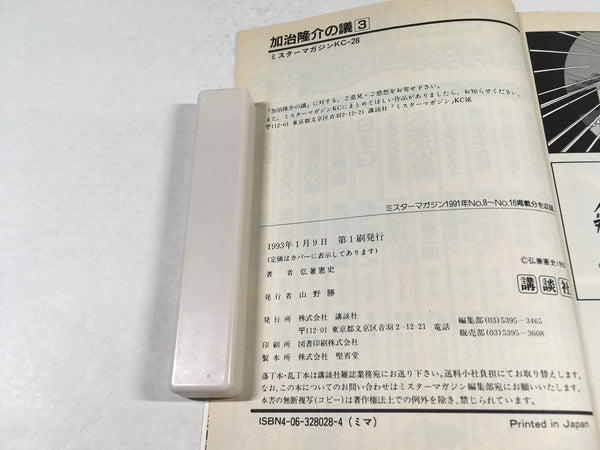 加治隆介の議 3
ミスターマガジンKC-28
『加治隆介の議』に対する、ご意見・ご感想をお寄せ下さい。
また、ミスターマガジンKCにまとめてほしい作品がありましたら、お知らせください。
〒112-01 東京都文京区音羽2-12-21 講談社『ミスターマガジン』KC係
ミスターマガジン1991年No.8〜No.16掲載分を収録
1993年1月9日 第1刷発行
(定価はカバーに表示してあります)
著者 弘兼憲史
©弘兼憲史
発行者 山野勝
講談社
発行所 株式会社 講談社
〒112-01 東京都文京区音羽2-12-21 電話
編集部(03)5395-3465
販売部(03)5395-3608
印刷所 図書印刷株式会社
製本所 株式会社 堅省堂
落丁本・乱丁本は講談社雑誌業務宛にお送り下さい。送料小社負担にてお取り替えします。
なお、この本についてのお問い合わせはミスターマガジン編集部宛にお願いいたします。
本書の無断複写(コピー)は著作権法上での例外を除き、禁じられています。
ISBN4-06-328028-4 (ミマ)
Printed in Japan